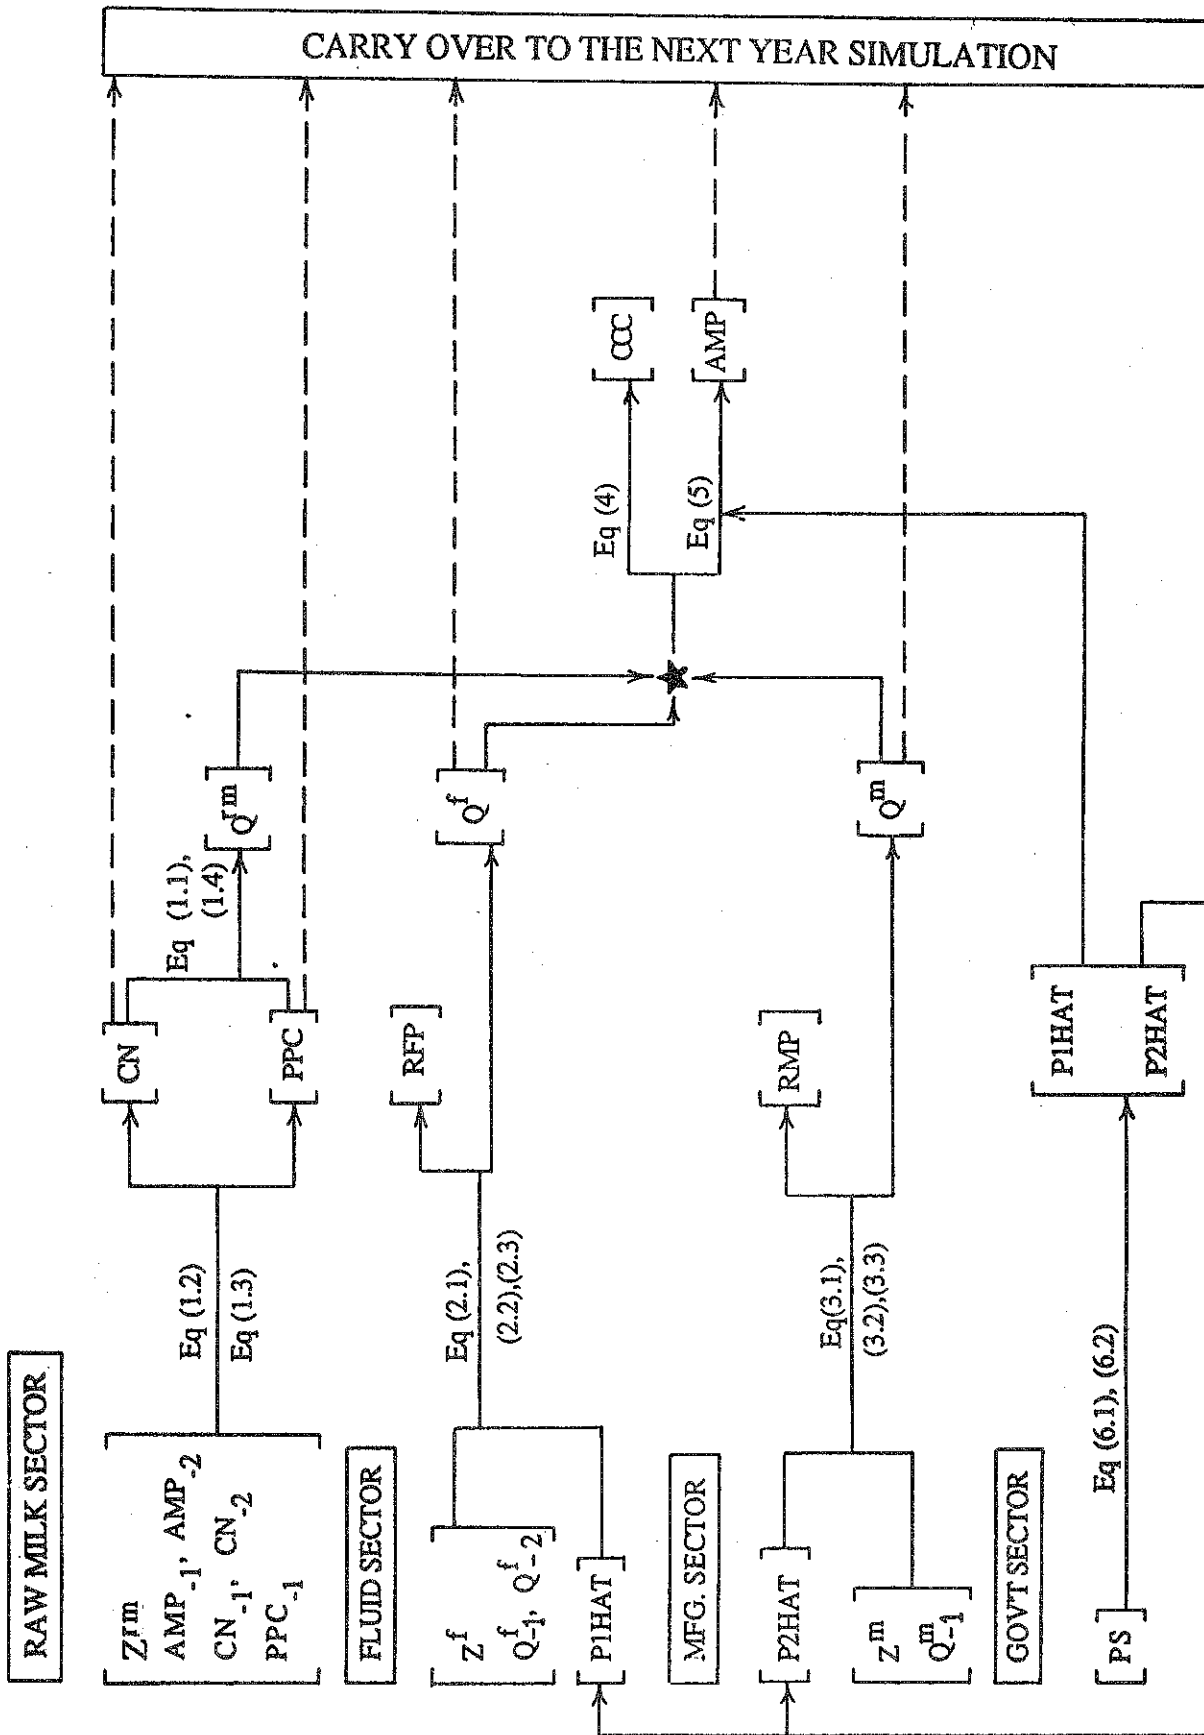 RAW MILK SECTOR
Z^rm
AMP_-1, AMP_-2
CN_-1, CN_-2
PPC_-1
Eq (1.2)
Eq (1.3)
CN
PPC
Eq (1.1),
(1.4)
Q^rm
FLUID SECTOR
Z^f
Q^f_-1, Q^f_-2
P1HAT
Eq (2.1),
(2.2),(2.3)
RFP
Q^f
MFG. SECTOR
P2HAT
Z^m
Q^m_-1
Eq(3.1),
(3.2),(3.3)
RMP
Q^m
GOV'T SECTOR
PS
Eq (6.1), (6.2)
P1HAT
P2HAT
Eq (4)
Eq (5)
CCC
AMP
CARRY OVER TO THE NEXT YEAR SIMULATION